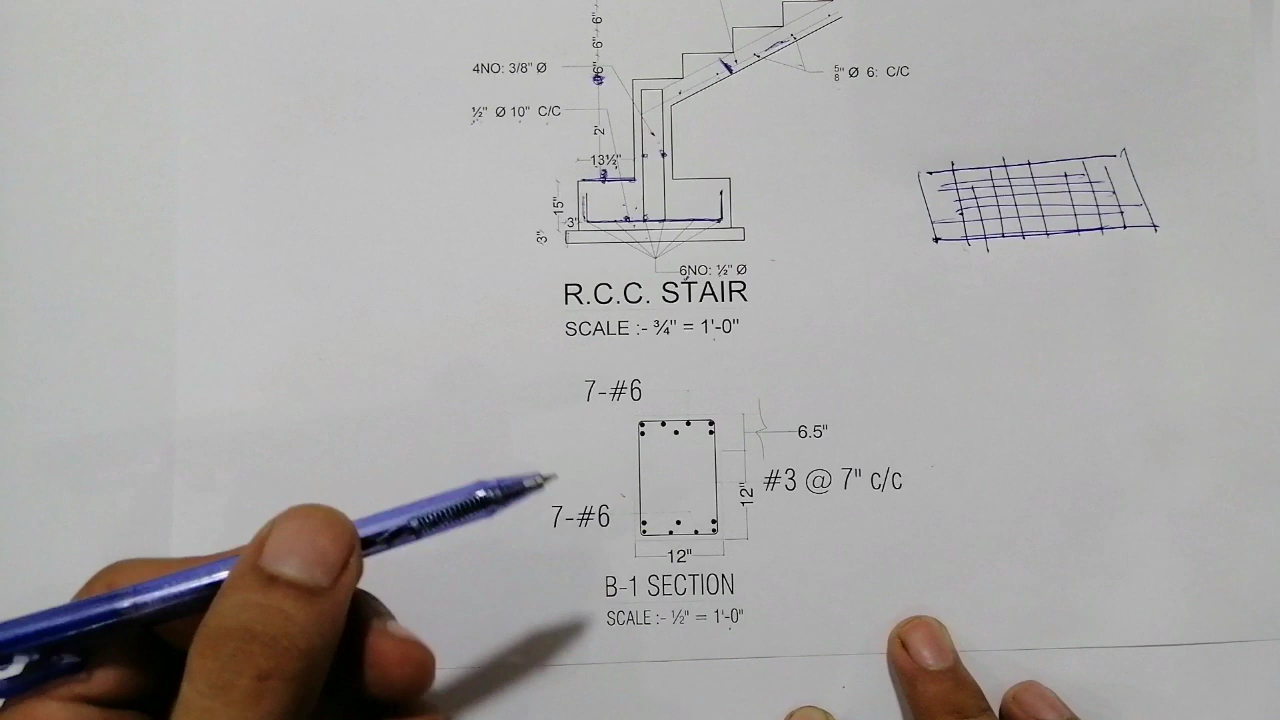 6"
6"
6"
4NO: 3/8" Ø
5/8" Ø 6: C/C
½" Ø 10" C/C
2'
13½"
15"
3"
3"
6NO: ½" Ø
R.C.C. STAIR
SCALE :- ¾" = 1'-0"
7-#6
6.5"
#3 @ 7" c/c
12"
7-#6
12"
B-1 SECTION
SCALE :- ½" = 1'-0"